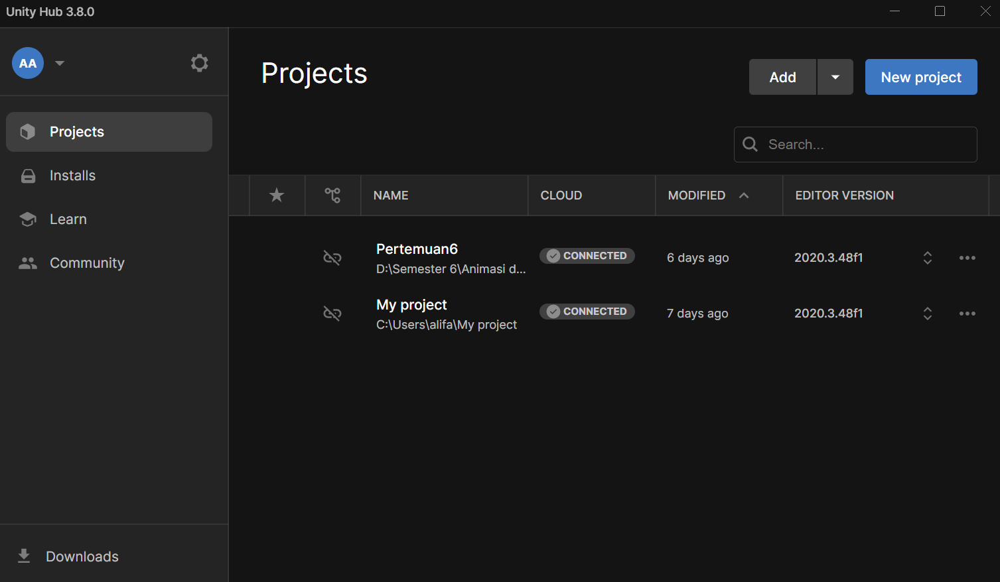 Unity Hub 3.8.0
AA
Projects
Installs
Learn
Community
Downloads
Projects
Add
New project
Search...
NAME CLOUD MODIFIED EDITOR VERSION
Pertemuan6
D:\Semester 6\Animasi d...
CONNECTED
6 days ago
2020.3.48f1
My project
C:\Users\alifa\My project
CONNECTED
7 days ago
2020.3.48f1